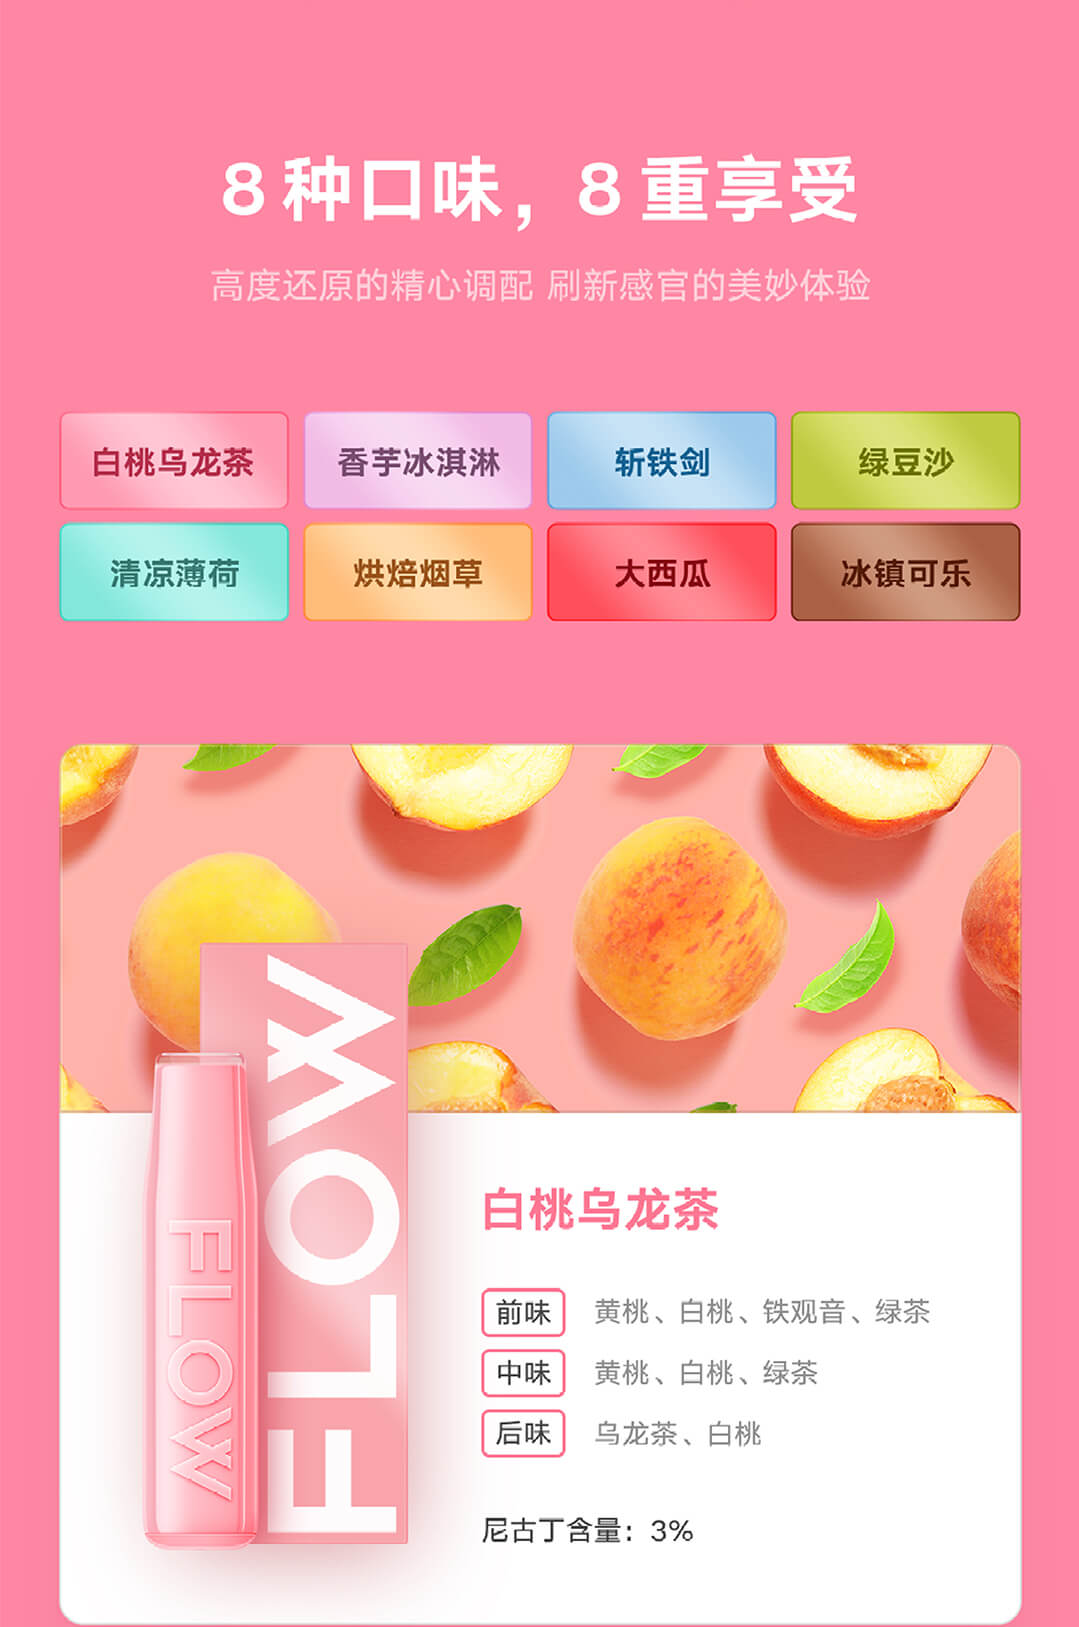 8种口味，8重享受
高度还原的精心调配 刷新感官的美妙体验
白桃乌龙茶
香芋冰淇淋
斩铁剑
绿豆沙
清凉薄荷
烘焙烟草
大西瓜
冰镇可乐
FLOW
FLOW
白桃乌龙茶
前味 黄桃、白桃、铁观音、绿茶
中味 黄桃、白桃、绿茶
后味 乌龙茶、白桃
尼古丁含量：3%